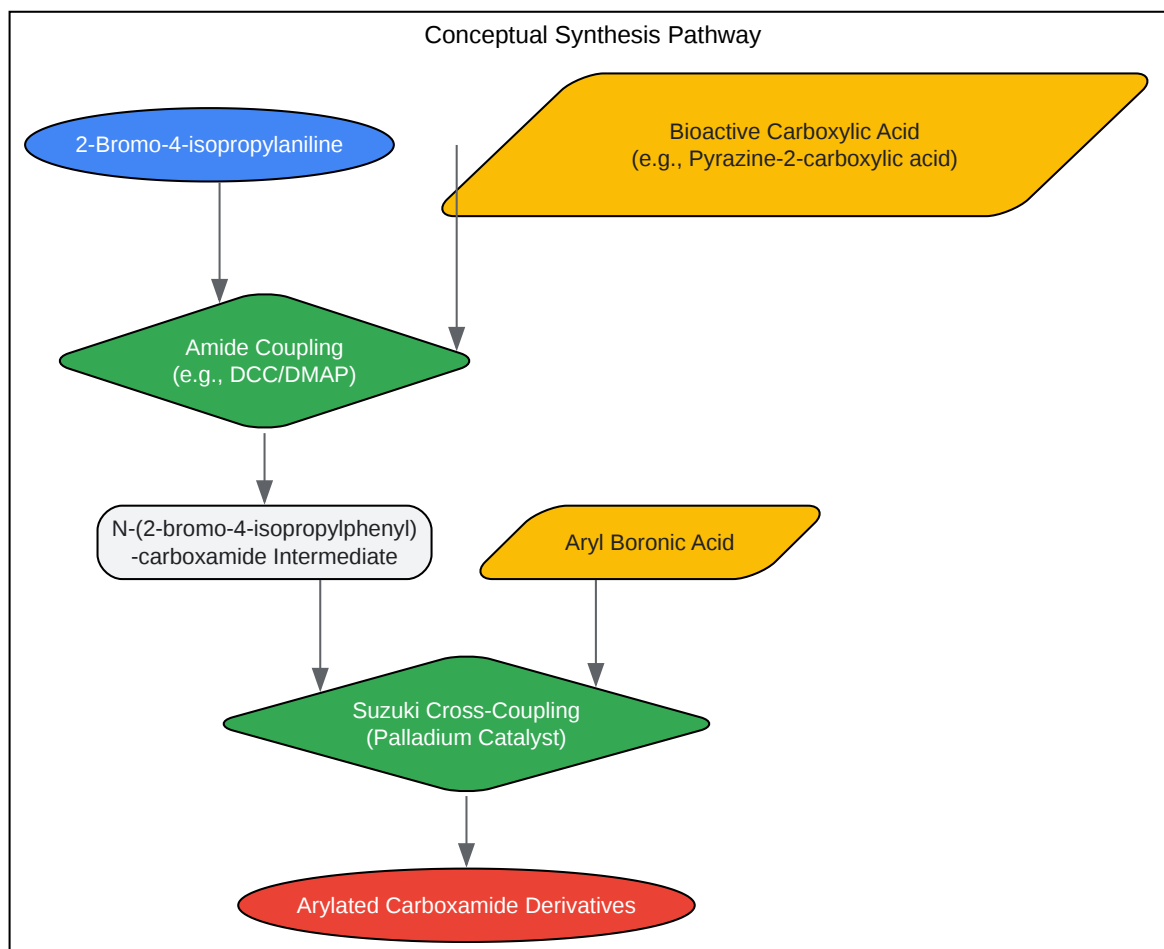 Conceptual Synthesis Pathway
2-Bromo-4-isopropylaniline
Bioactive Carboxylic Acid
(e.g., Pyrazine-2-carboxylic acid)
Amide Coupling
(e.g., DCC/DMAP)
N-(2-bromo-4-isopropylphenyl)
-carboxamide Intermediate
Aryl Boronic Acid
Suzuki Cross-Coupling
(Palladium Catalyst)
Arylated Carboxamide Derivatives